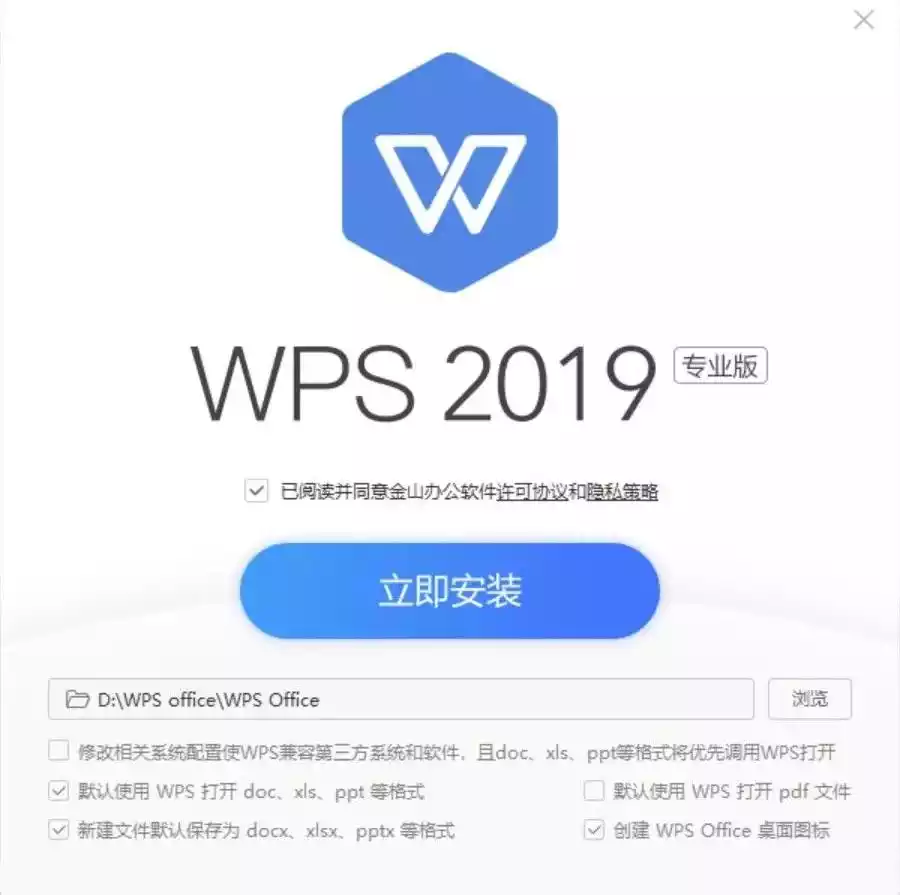 WPS 2019 专业版
已阅读并同意金山办公软件许可协议和隐私策略
立即安装
D:\WPS office\WPS Office 浏览
修改相关系统配置使WPS兼容第三方系统和软件，且doc、xls、ppt等格式将优先调用WPS打开
默认使用 WPS 打开 doc、xls、ppt 等格式 默认使用 WPS 打开 pdf 文件
新建文件默认保存为 docx、xlsx、pptx 等格式 创建 WPS Office 桌面图标